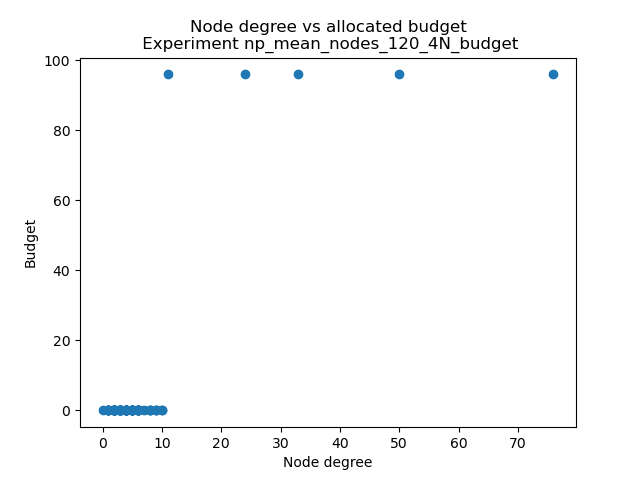 Node degree vs allocated budget
Experiment np_mean_nodes_120_4N_budget
100
80
60
40
20
0
Budget
0 10 20 30 40 50 60 70
Node degree